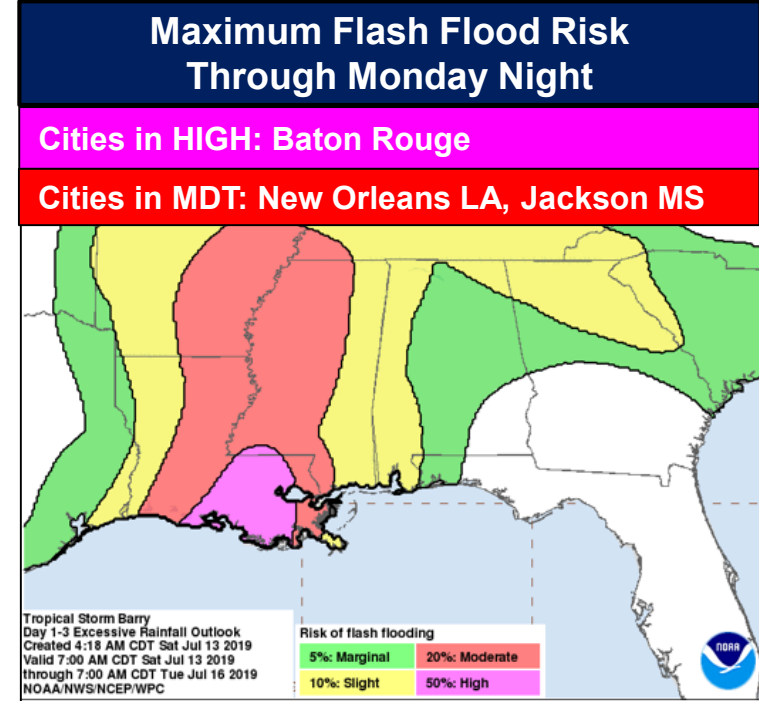 Maximum Flash Flood Risk
Through Monday Night
Cities in HIGH: Baton Rouge
Cities in MDT: New Orleans LA, Jackson MS
Tropical Storm Barry
Day 1-3 Excessive Rainfall Outlook
Created 4:18 AM CDT Sat Jul 13 2019
Valid 7:00 AM CDT Sat Jul 13 2019
through 7:00 AM CDT Tue Jul 16 2019
NOAA/NWS/NCEP/WPC
Risk of flash flooding
5%: Marginal
20%: Moderate
10%: Slight
50%: High
NOAA